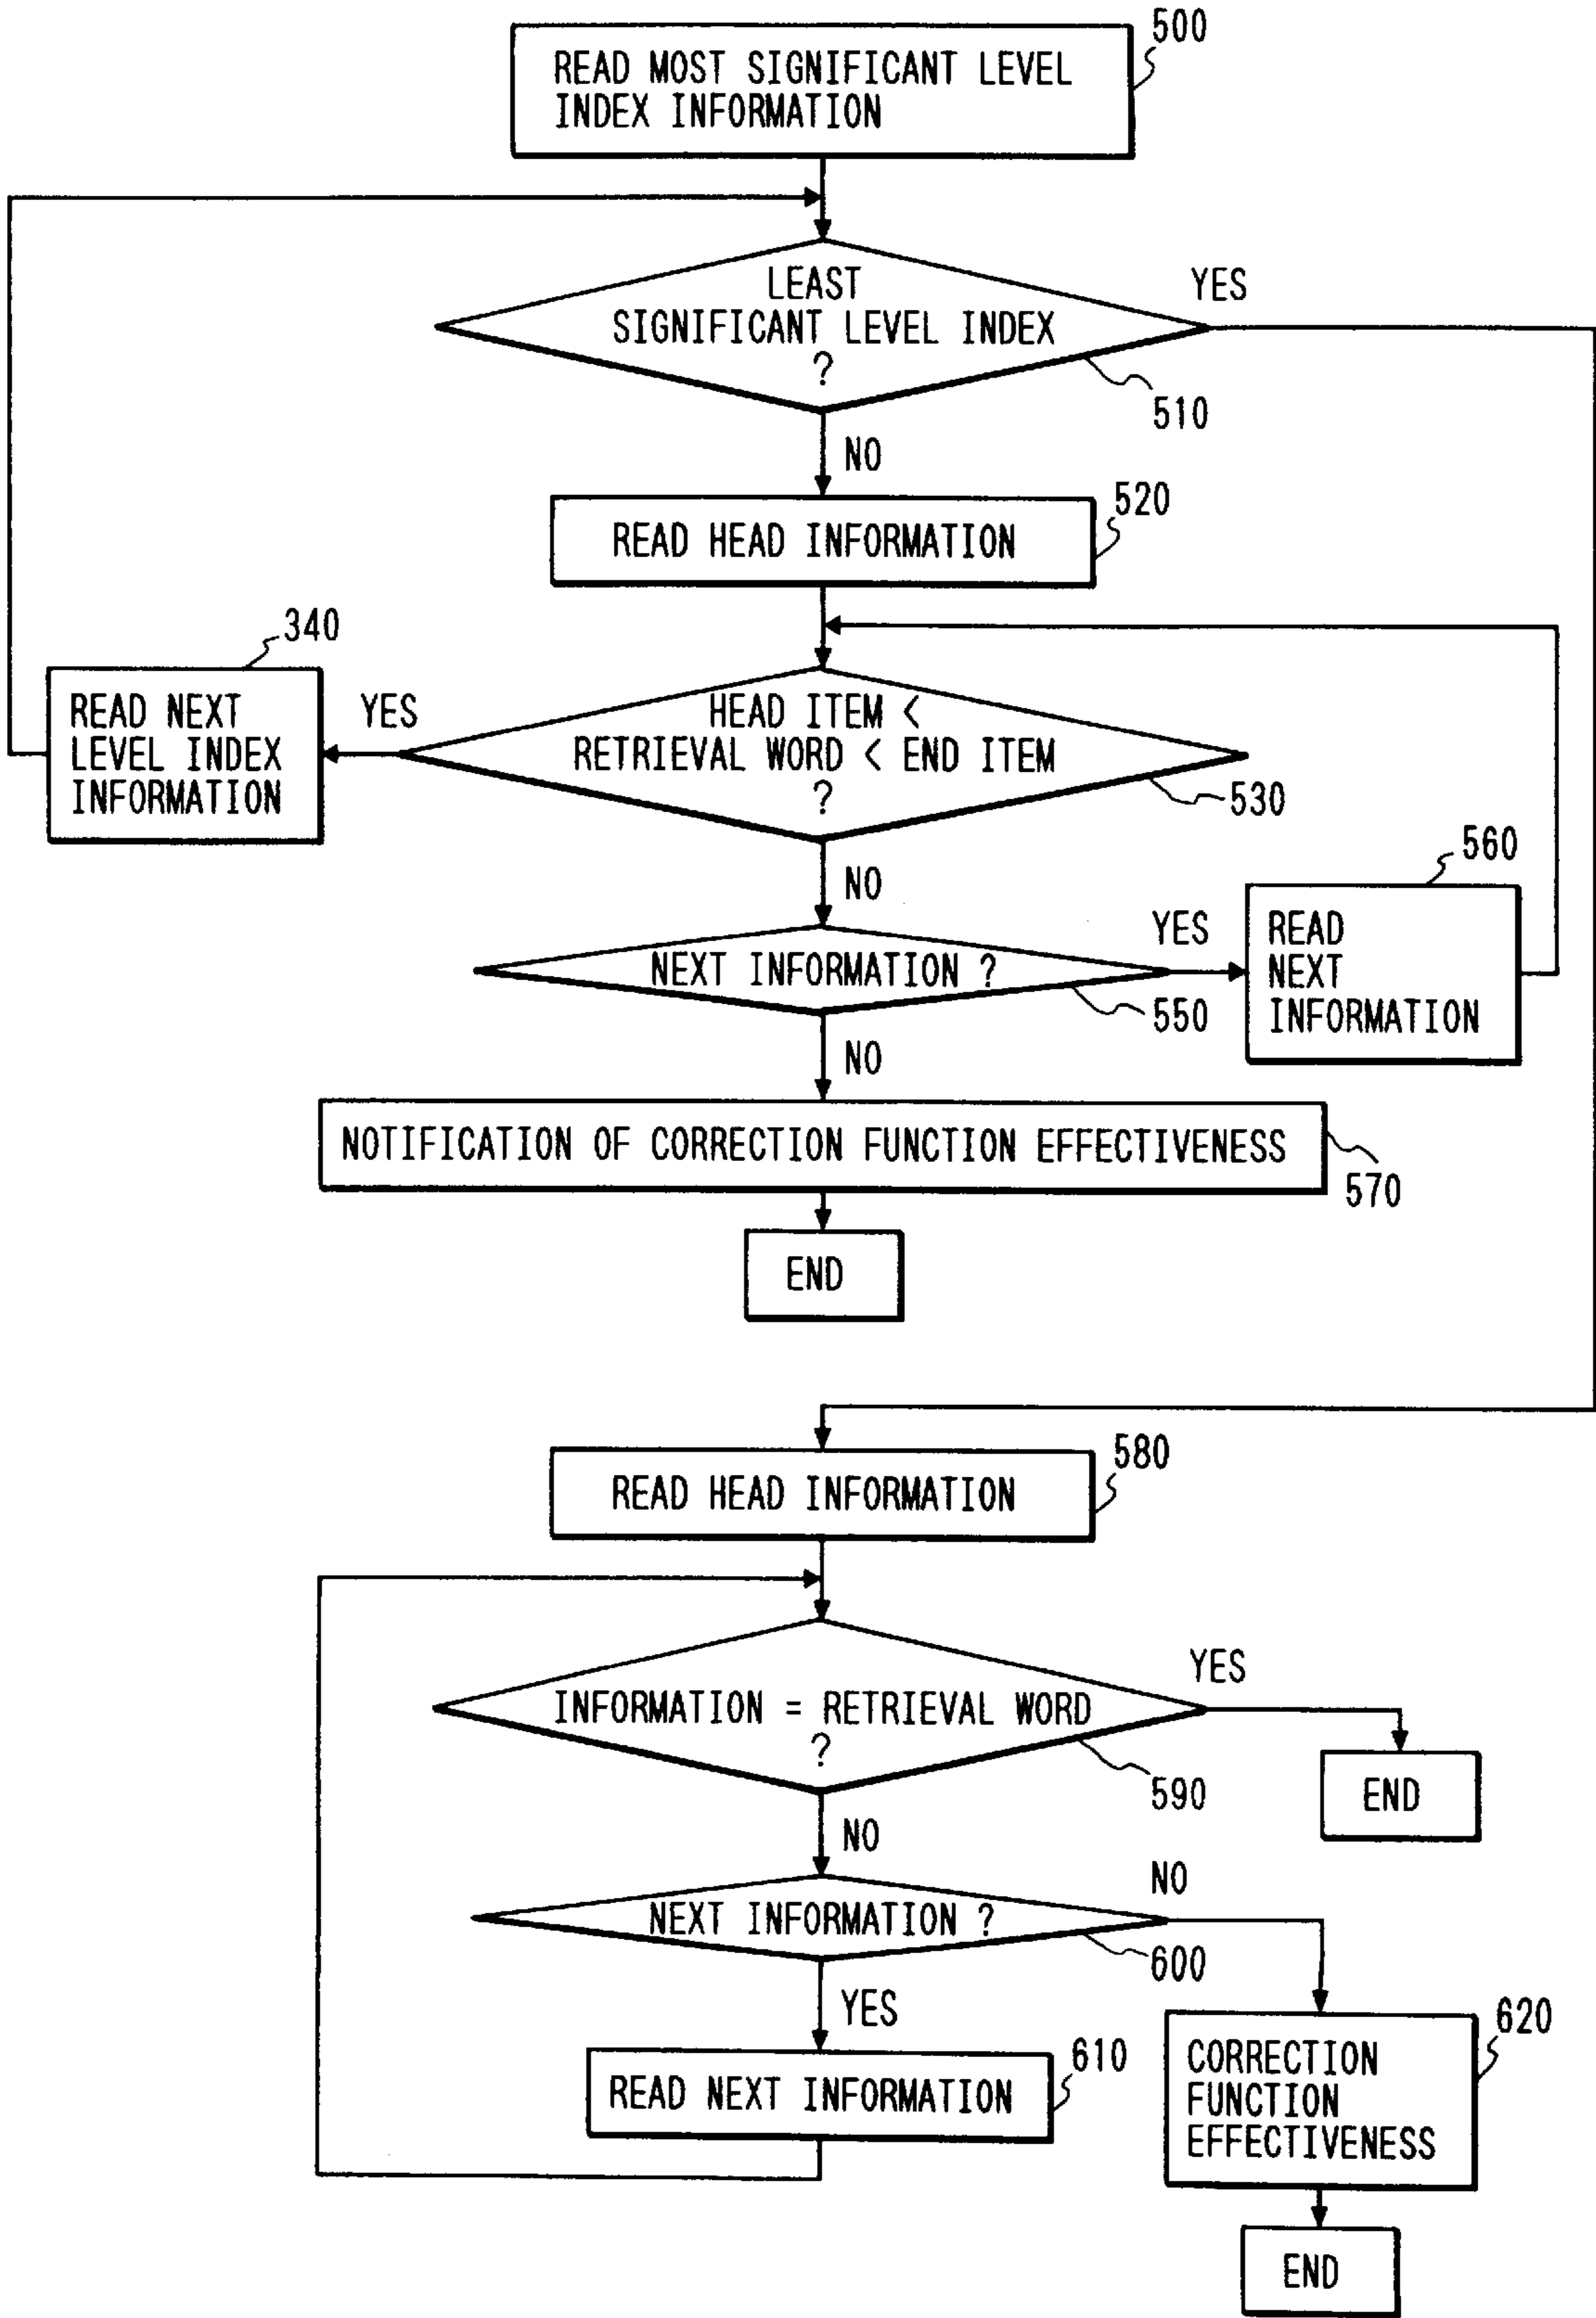 500
READ MOST SIGNIFICANT LEVEL
INDEX INFORMATION
LEAST
SIGNIFICANT LEVEL INDEX
?
YES
510
NO
520
READ HEAD INFORMATION
340
READ NEXT
LEVEL INDEX
INFORMATION
YES
HEAD ITEM <
RETRIEVAL WORD < END ITEM
?
530
NO
560
YES
READ
NEXT
INFORMATION
NEXT INFORMATION ?
550
NO
NOTIFICATION OF CORRECTION FUNCTION EFFECTIVENESS
570
END
580
READ HEAD INFORMATION
YES
INFORMATION = RETRIEVAL WORD
?
590
END
NO
NO
NEXT INFORMATION ?
600
YES
620
610
READ NEXT INFORMATION
CORRECTION
FUNCTION
EFFECTIVENESS
END